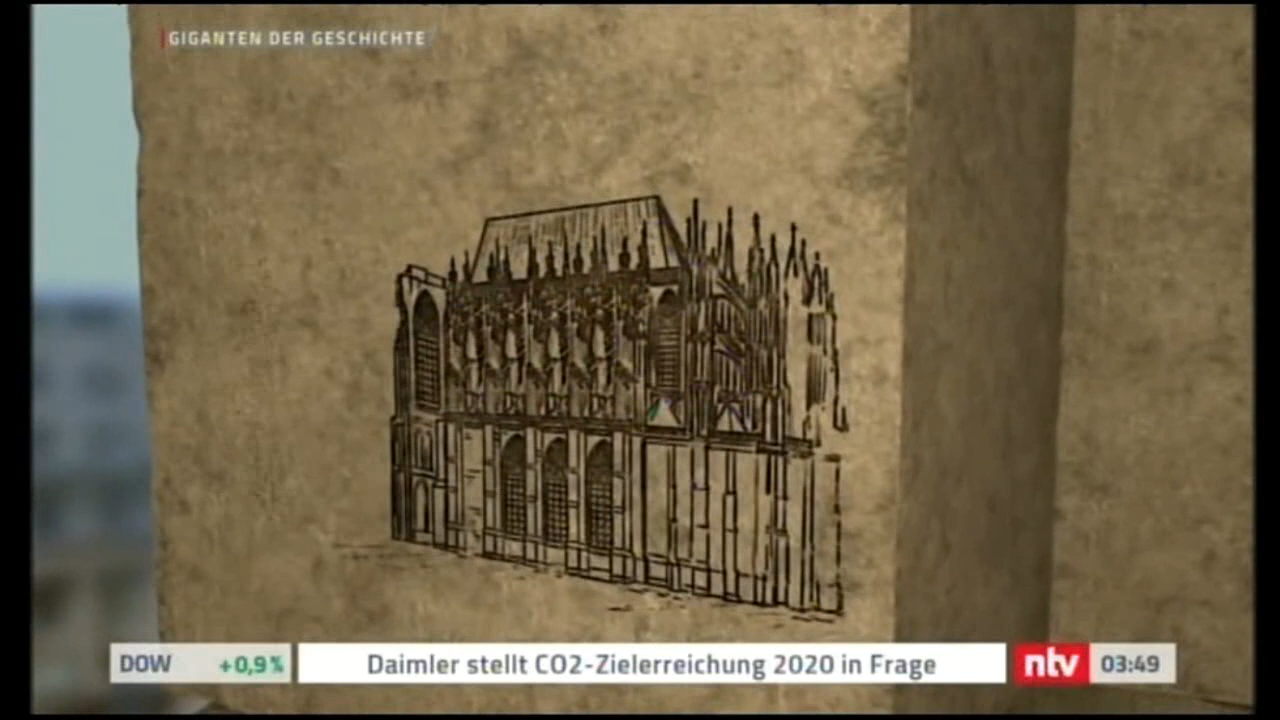 GIGANTEN DER GESCHICHTE
DOW +0,9% Daimler stellt CO2-Zielerreichung 2020 in Frage ntv 03:49